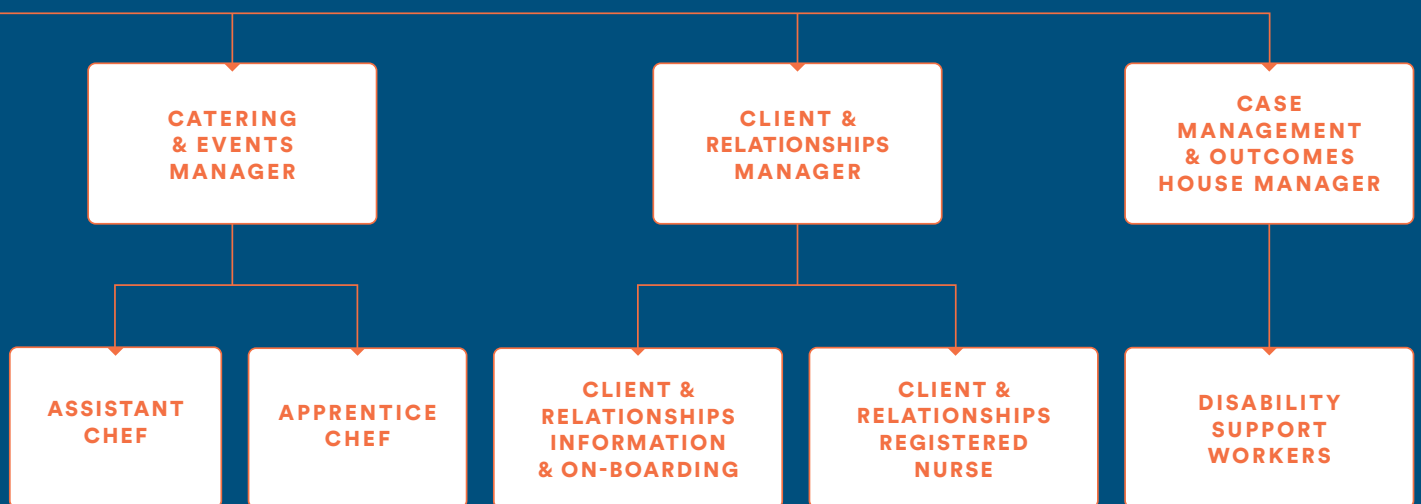 CATERING
& EVENTS
MANAGER
CLIENT &
RELATIONSHIPS
MANAGER
CASE
MANAGEMENT
& OUTCOMES
HOUSE MANAGER
ASSISTANT
CHEF
APPRENTICE
CHEF
CLIENT &
RELATIONSHIPS
INFORMATION
& ON-BOARDING
CLIENT &
RELATIONSHIPS
REGISTERED
NURSE
DISABILITY
SUPPORT
WORKERS